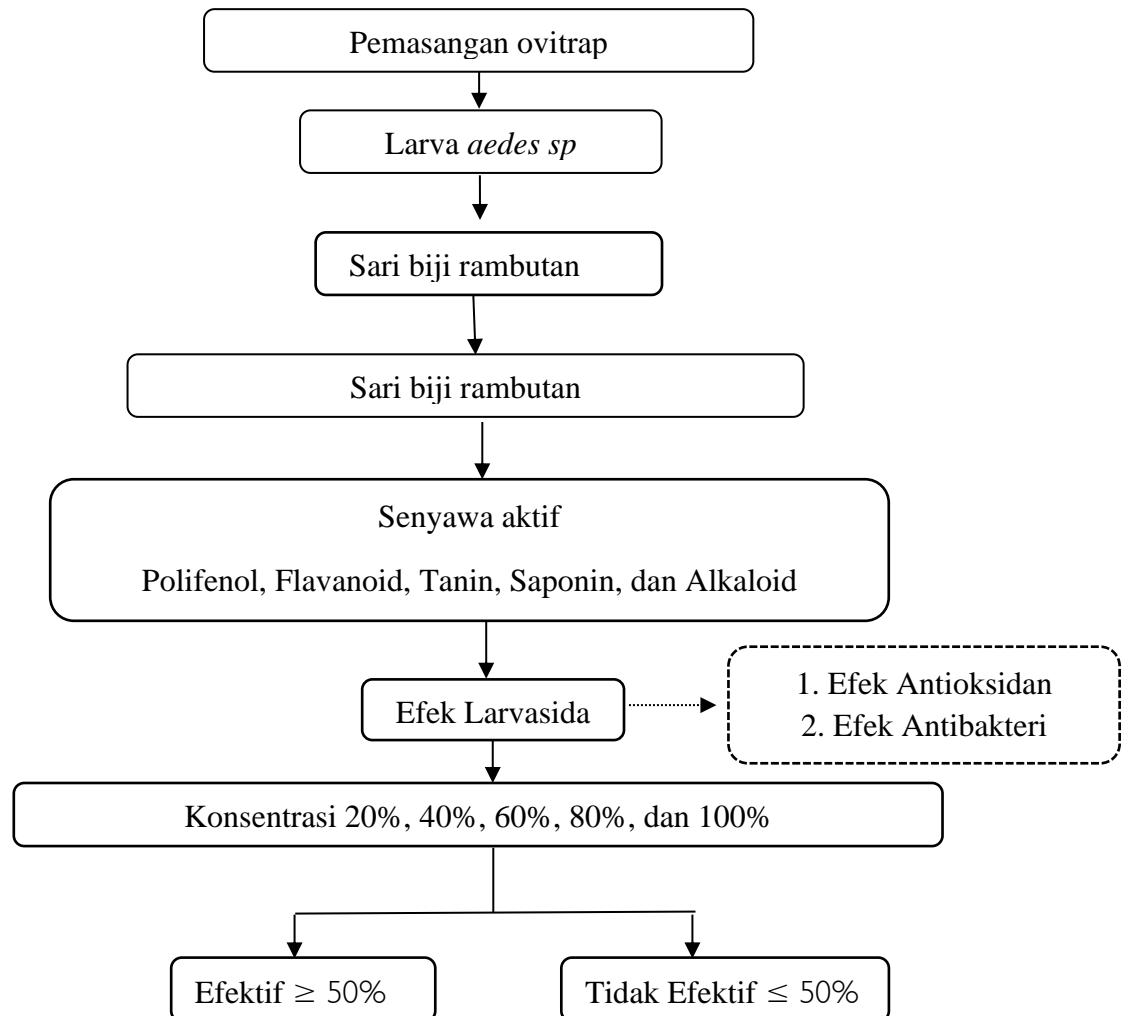 Pemasangan ovitrap
Larva aedes sp
Sari biji rambutan
Sari biji rambutan
Senyawa aktif
Polifenol, Flavanoid, Tanin, Saponin, dan Alkaloid
Efek Larvasida
1. Efek Antioksidan
2. Efek Antibakteri
Konsentrasi 20%, 40%, 60%, 80%, dan 100%
Efektif ≥ 50%
Tidak Efektif ≤ 50%